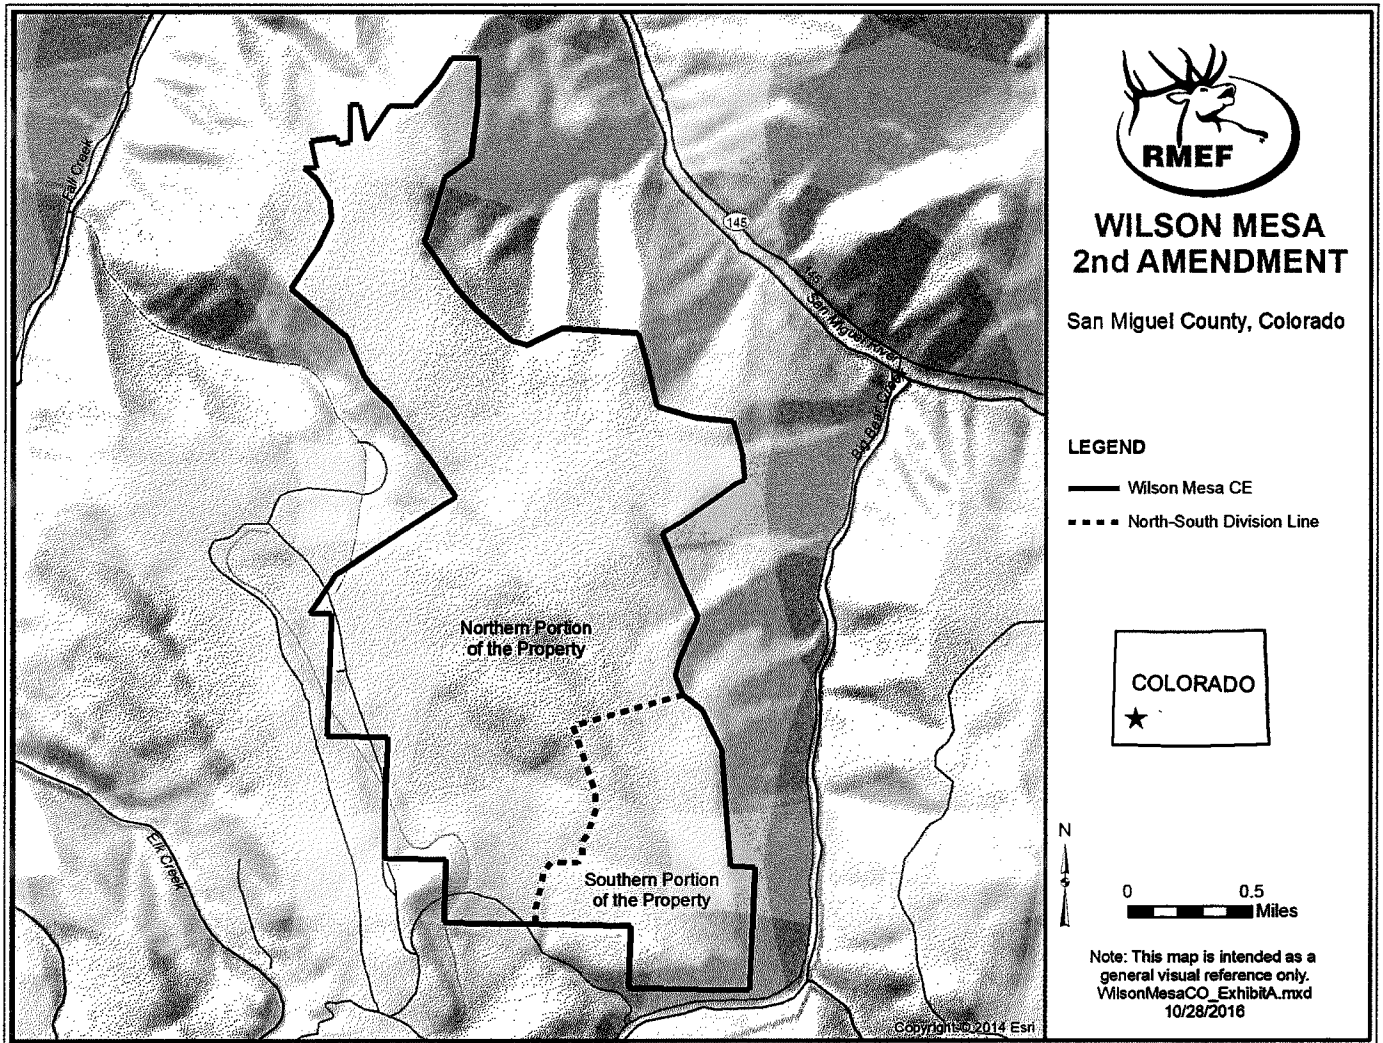 Fall Creek
145
San Miguel River
Big Bear Creek
Northern Portion
of the Property
Southern Portion
of the Property
Elk Creek
Copyright:© 2014 Esri
RMEF
WILSON MESA
2nd AMENDMENT
San Miguel County, Colorado
LEGEND
Wilson Mesa CE
North-South Division Line
COLORADO
N
0 0.5
Miles
Note: This map is intended as a
general visual reference only.
WilsonMesaCO_ExhibitA.mxd
10/28/2016